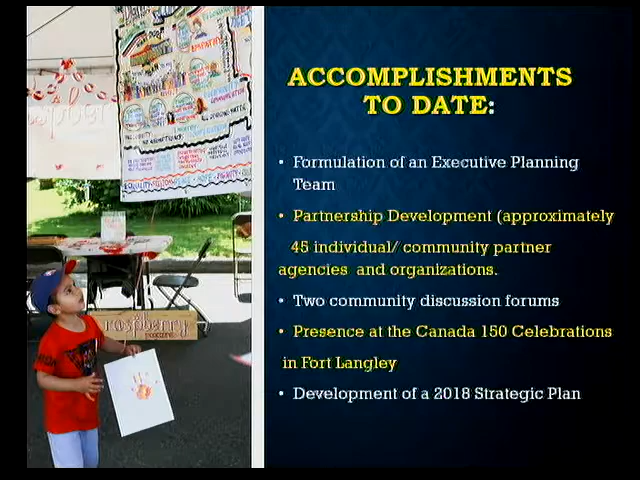 ACCOMPLISHMENTS
TO DATE:
• Formulation of an Executive Planning
Team
• Partnership Development (approximately
45 individual/ community partner
agencies and organizations.
• Two community discussion forums
• Presence at the Canada 150 Celebrations
in Fort Langley
• Development of a 2018 Strategic Plan
EMPATHY
raspberry